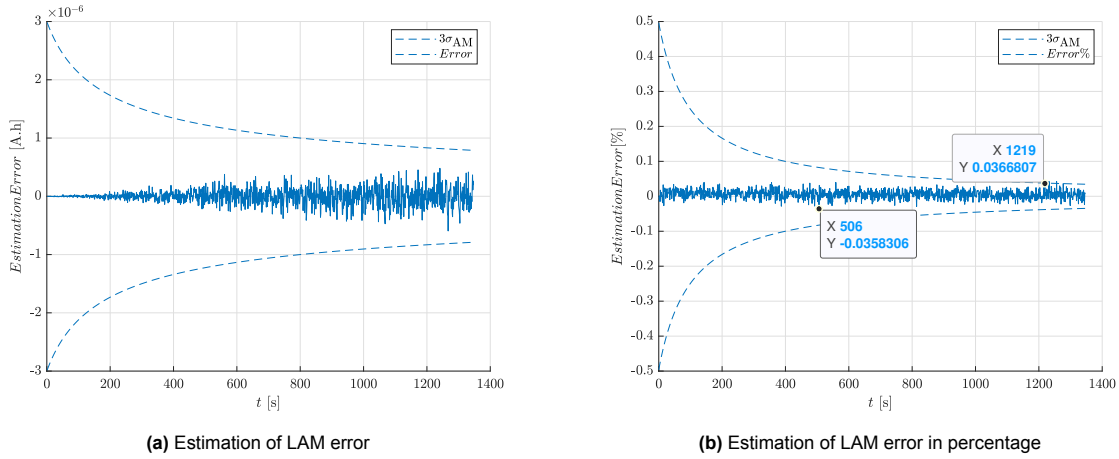 ×10⁻⁶
3
2
1
0
-1
-2
-3
0 200 400 600 800 1000 1200 1400
EstimationError [A.h]
t [s]
3σAM
Error
(a) Estimation of LAM error
0.5
0.4
0.3
0.2
0.1
0
-0.1
-0.2
-0.3
-0.4
-0.5
0 200 400 600 800 1000 1200 1400
EstimationError[%]
t [s]
3σAM
Error%
X 1219
Y 0.0366807
X 506
Y -0.0358306
(b) Estimation of LAM error in percentage